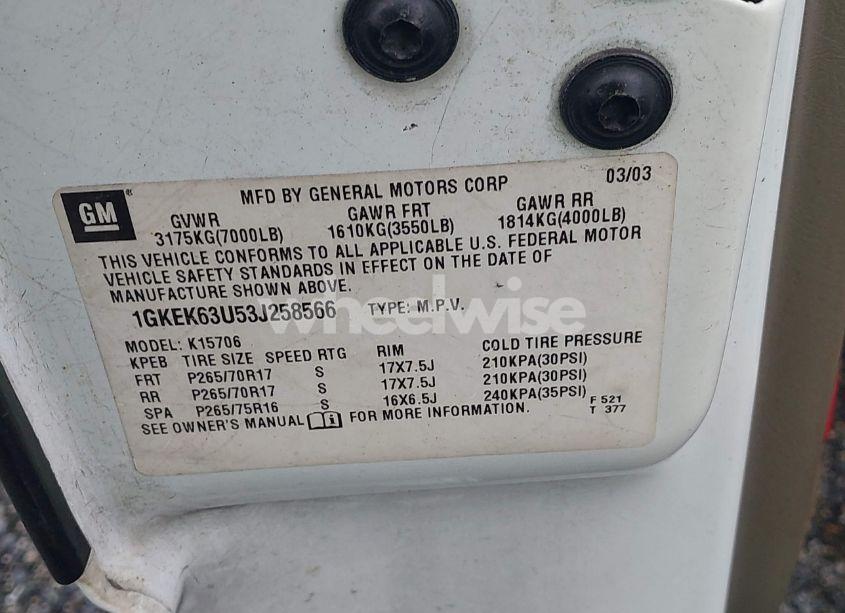 GM
MFD BY GENERAL MOTORS CORP 03/03
GVWR GAWR FRT GAWR RR
3175KG(7000LB) 1610KG(3550LB) 1814KG(4000LB)
THIS VEHICLE CONFORMS TO ALL APPLICABLE U.S. FEDERAL MOTOR
VEHICLE SAFETY STANDARDS IN EFFECT ON THE DATE OF
MANUFACTURE SHOWN ABOVE.
1GKEK63U53J258566 TYPE: M.P.V.
wheelwise
MODEL: K15706
KPEB TIRE SIZE SPEED RTG RIM COLD TIRE PRESSURE
FRT P265/70R17 S 17X7.5J 210KPA(30PSI)
RR P265/70R17 S 17X7.5J 210KPA(30PSI)
SPA P265/75R16 S 16X6.5J 240KPA(35PSI)
SEE OWNER'S MANUAL FOR MORE INFORMATION.
F 521
T 377